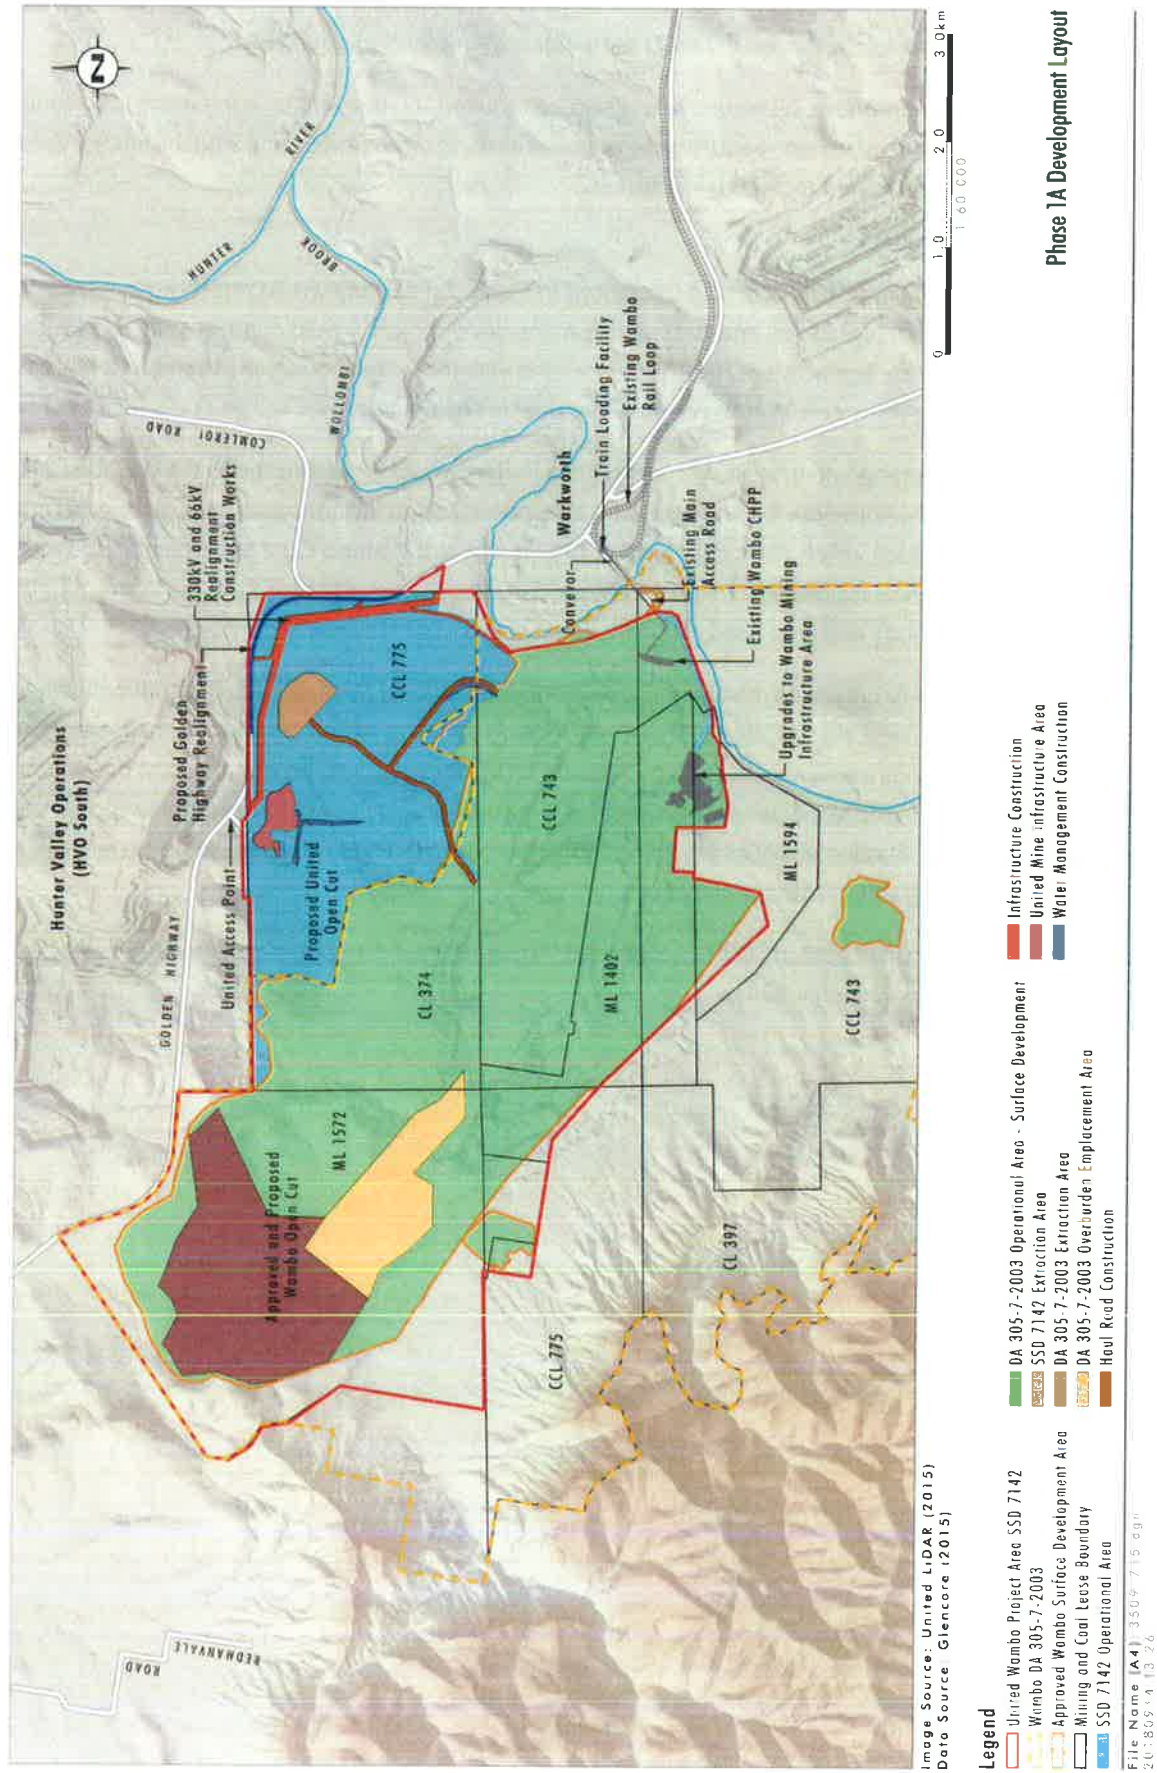 N
HUNTER
RIVER
WOLLOMBI
BROOK
COMLEROI ROAD
Hunter Valley Operations
(HVO South)
GOLDEN HIGHWAY
United Access Point
Proposed Golden
Highway Realignment
330kV and 66kV
Realignment
Construction Works
Warkworth
Train Loading Facility
Existing Wambo
Rail Loop
Conveyor
Existing Main
Access Road
Existing Wambo CHPP
Upgrades to Wambo Mining
Infrastructure Area
Proposed United
Open Cut
Approved and Proposed
Wambo Open Cut
CCL 775
CCL 743
CL 374
ML 1402
ML 1572
ML 1594
CCL 743
CL 397
CCL 775
REDMANVALE
ROAD
0 1.0 2.0 3.0km
1:60 000
Image Source: United LiDAR (2015)
Data Source: Glencore (2015)
Legend
United Wambo Project Area SSD 7142
Wambo DA 305-7-2003
Approved Wambo Surface Development Area
Mining and Coal Lease Boundary
SSD 7142 Operational Area
DA 305-7-2003 Operational Area - Surface Development
SSD 7142 Extraction Area
DA 305-7-2003 Extraction Area
DA 305-7-2003 Overburden Emplacement Area
Haul Road Construction
Infrastructure Construction
United Mine Infrastructure Area
Water Management Construction
Phase 1A Development Layout
File Name (A4):